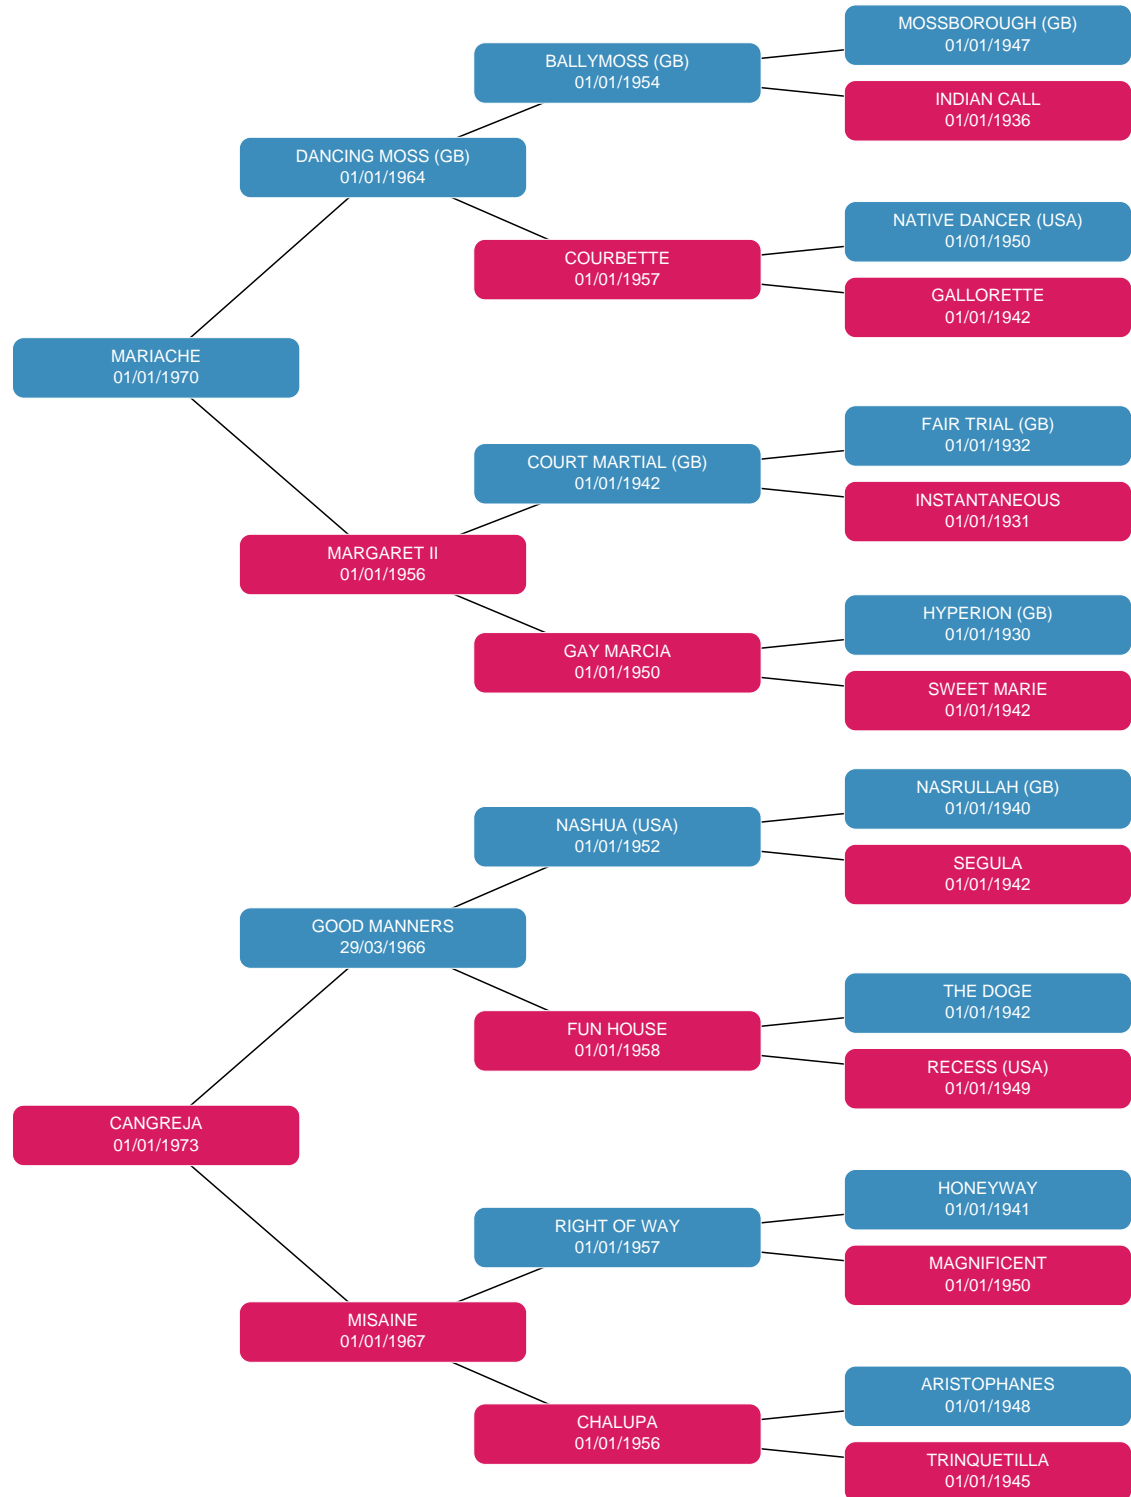 MOSSBOROUGH (GB)
01/01/1947
BALLYMOSS (GB)
01/01/1954
INDIAN CALL
01/01/1936
DANCING MOSS (GB)
01/01/1964
NATIVE DANCER (USA)
01/01/1950
COURBETTE
01/01/1957
GALLORETTE
01/01/1942
MARIACHE
01/01/1970
FAIR TRIAL (GB)
01/01/1932
COURT MARTIAL (GB)
01/01/1942
INSTANTANEOUS
01/01/1931
MARGARET II
01/01/1956
HYPERION (GB)
01/01/1930
GAY MARCIA
01/01/1950
SWEET MARIE
01/01/1942
NASRULLAH (GB)
01/01/1940
NASHUA (USA)
01/01/1952
SEGULA
01/01/1942
GOOD MANNERS
29/03/1966
THE DOGE
01/01/1942
FUN HOUSE
01/01/1958
RECESS (USA)
01/01/1949
CANGREJA
01/01/1973
HONEYWAY
01/01/1941
RIGHT OF WAY
01/01/1957
MAGNIFICENT
01/01/1950
MISAINE
01/01/1967
ARISTOPHANES
01/01/1948
CHALUPA
01/01/1956
TRINQUETILLA
01/01/1945